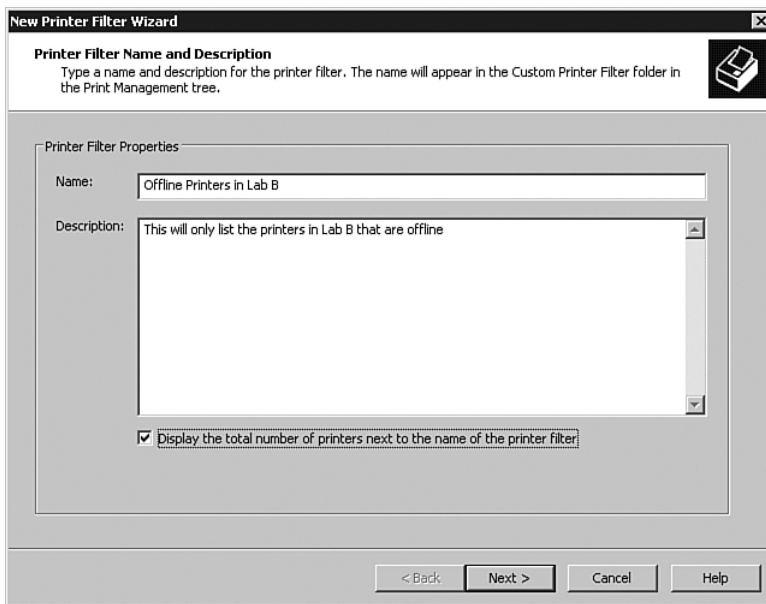 New Printer Filter Wizard
Printer Filter Name and Description
Type a name and description for the printer filter. The name will appear in the Custom Printer Filter folder in
the Print Management tree.
Printer Filter Properties
Name:
Offline Printers in Lab B
Description:
This will only list the printers in Lab B that are offline
Display the total number of printers next to the name of the printer filter
< Back
Next >
Cancel
Help